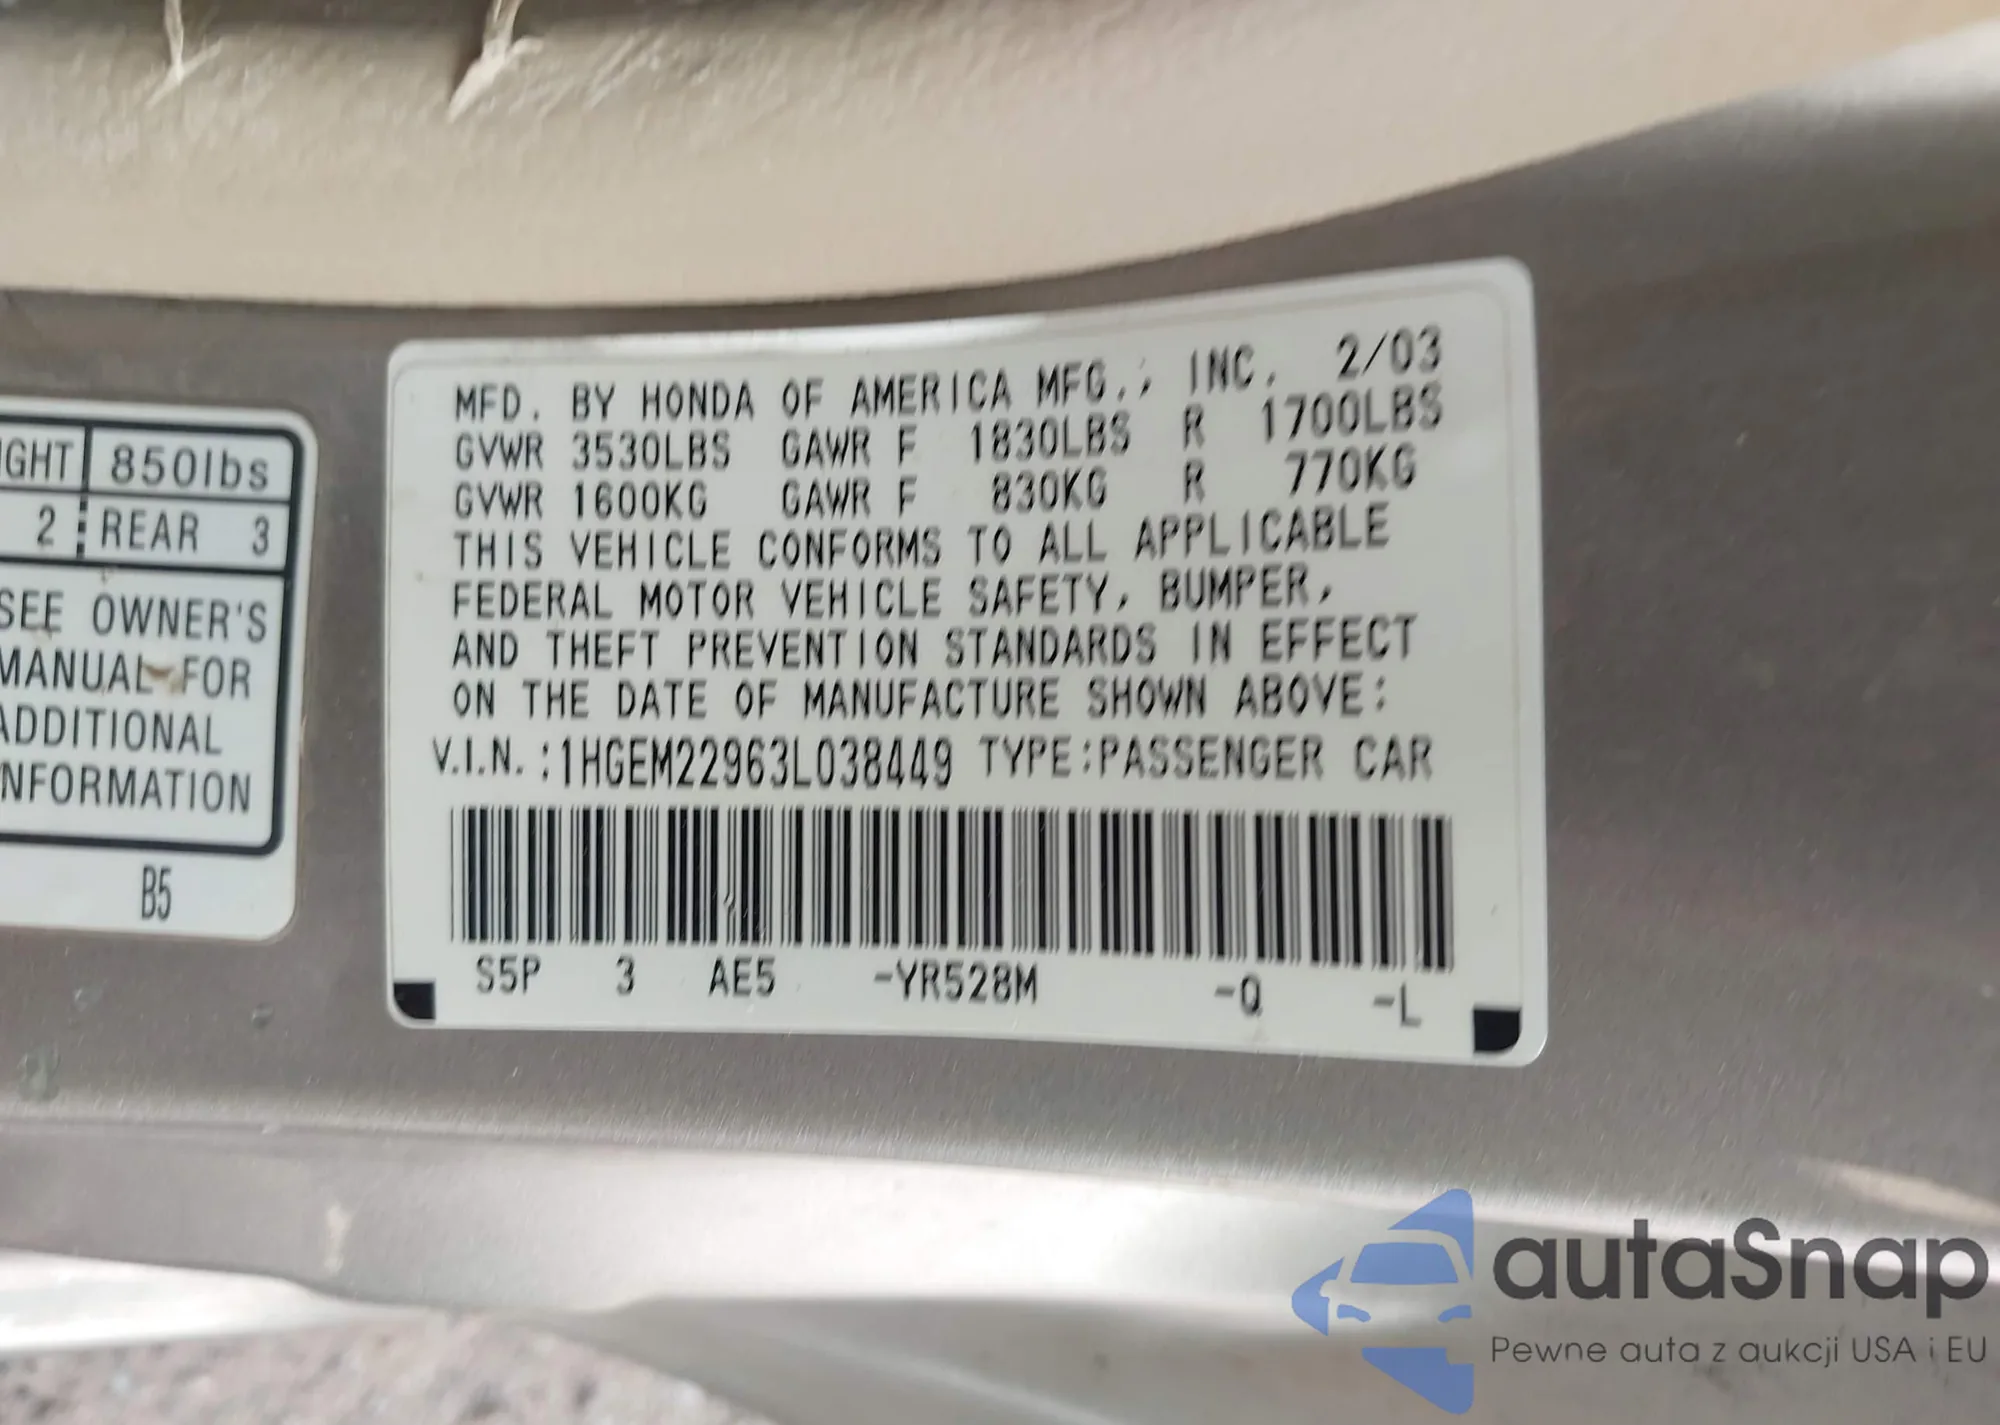 IGHT 850lbs
2 REAR 3
SEE OWNER'S
MANUAL FOR
ADDITIONAL
NFORMATION
B5
MFD. BY HONDA OF AMERICA MFG., INC. 2/03
GVWR 3530LBS GAWR F 1830LBS R 1700LBS
GVWR 1600KG GAWR F 830KG R 770KG
THIS VEHICLE CONFORMS TO ALL APPLICABLE
FEDERAL MOTOR VEHICLE SAFETY, BUMPER,
AND THEFT PREVENTION STANDARDS IN EFFECT
ON THE DATE OF MANUFACTURE SHOWN ABOVE:
V.I.N.:1HGEM22963L038449 TYPE:PASSENGER CAR
S5P 3 AE5 -YR528M -Q -L
autaSnap
Pewne auta z aukcji USA i EU